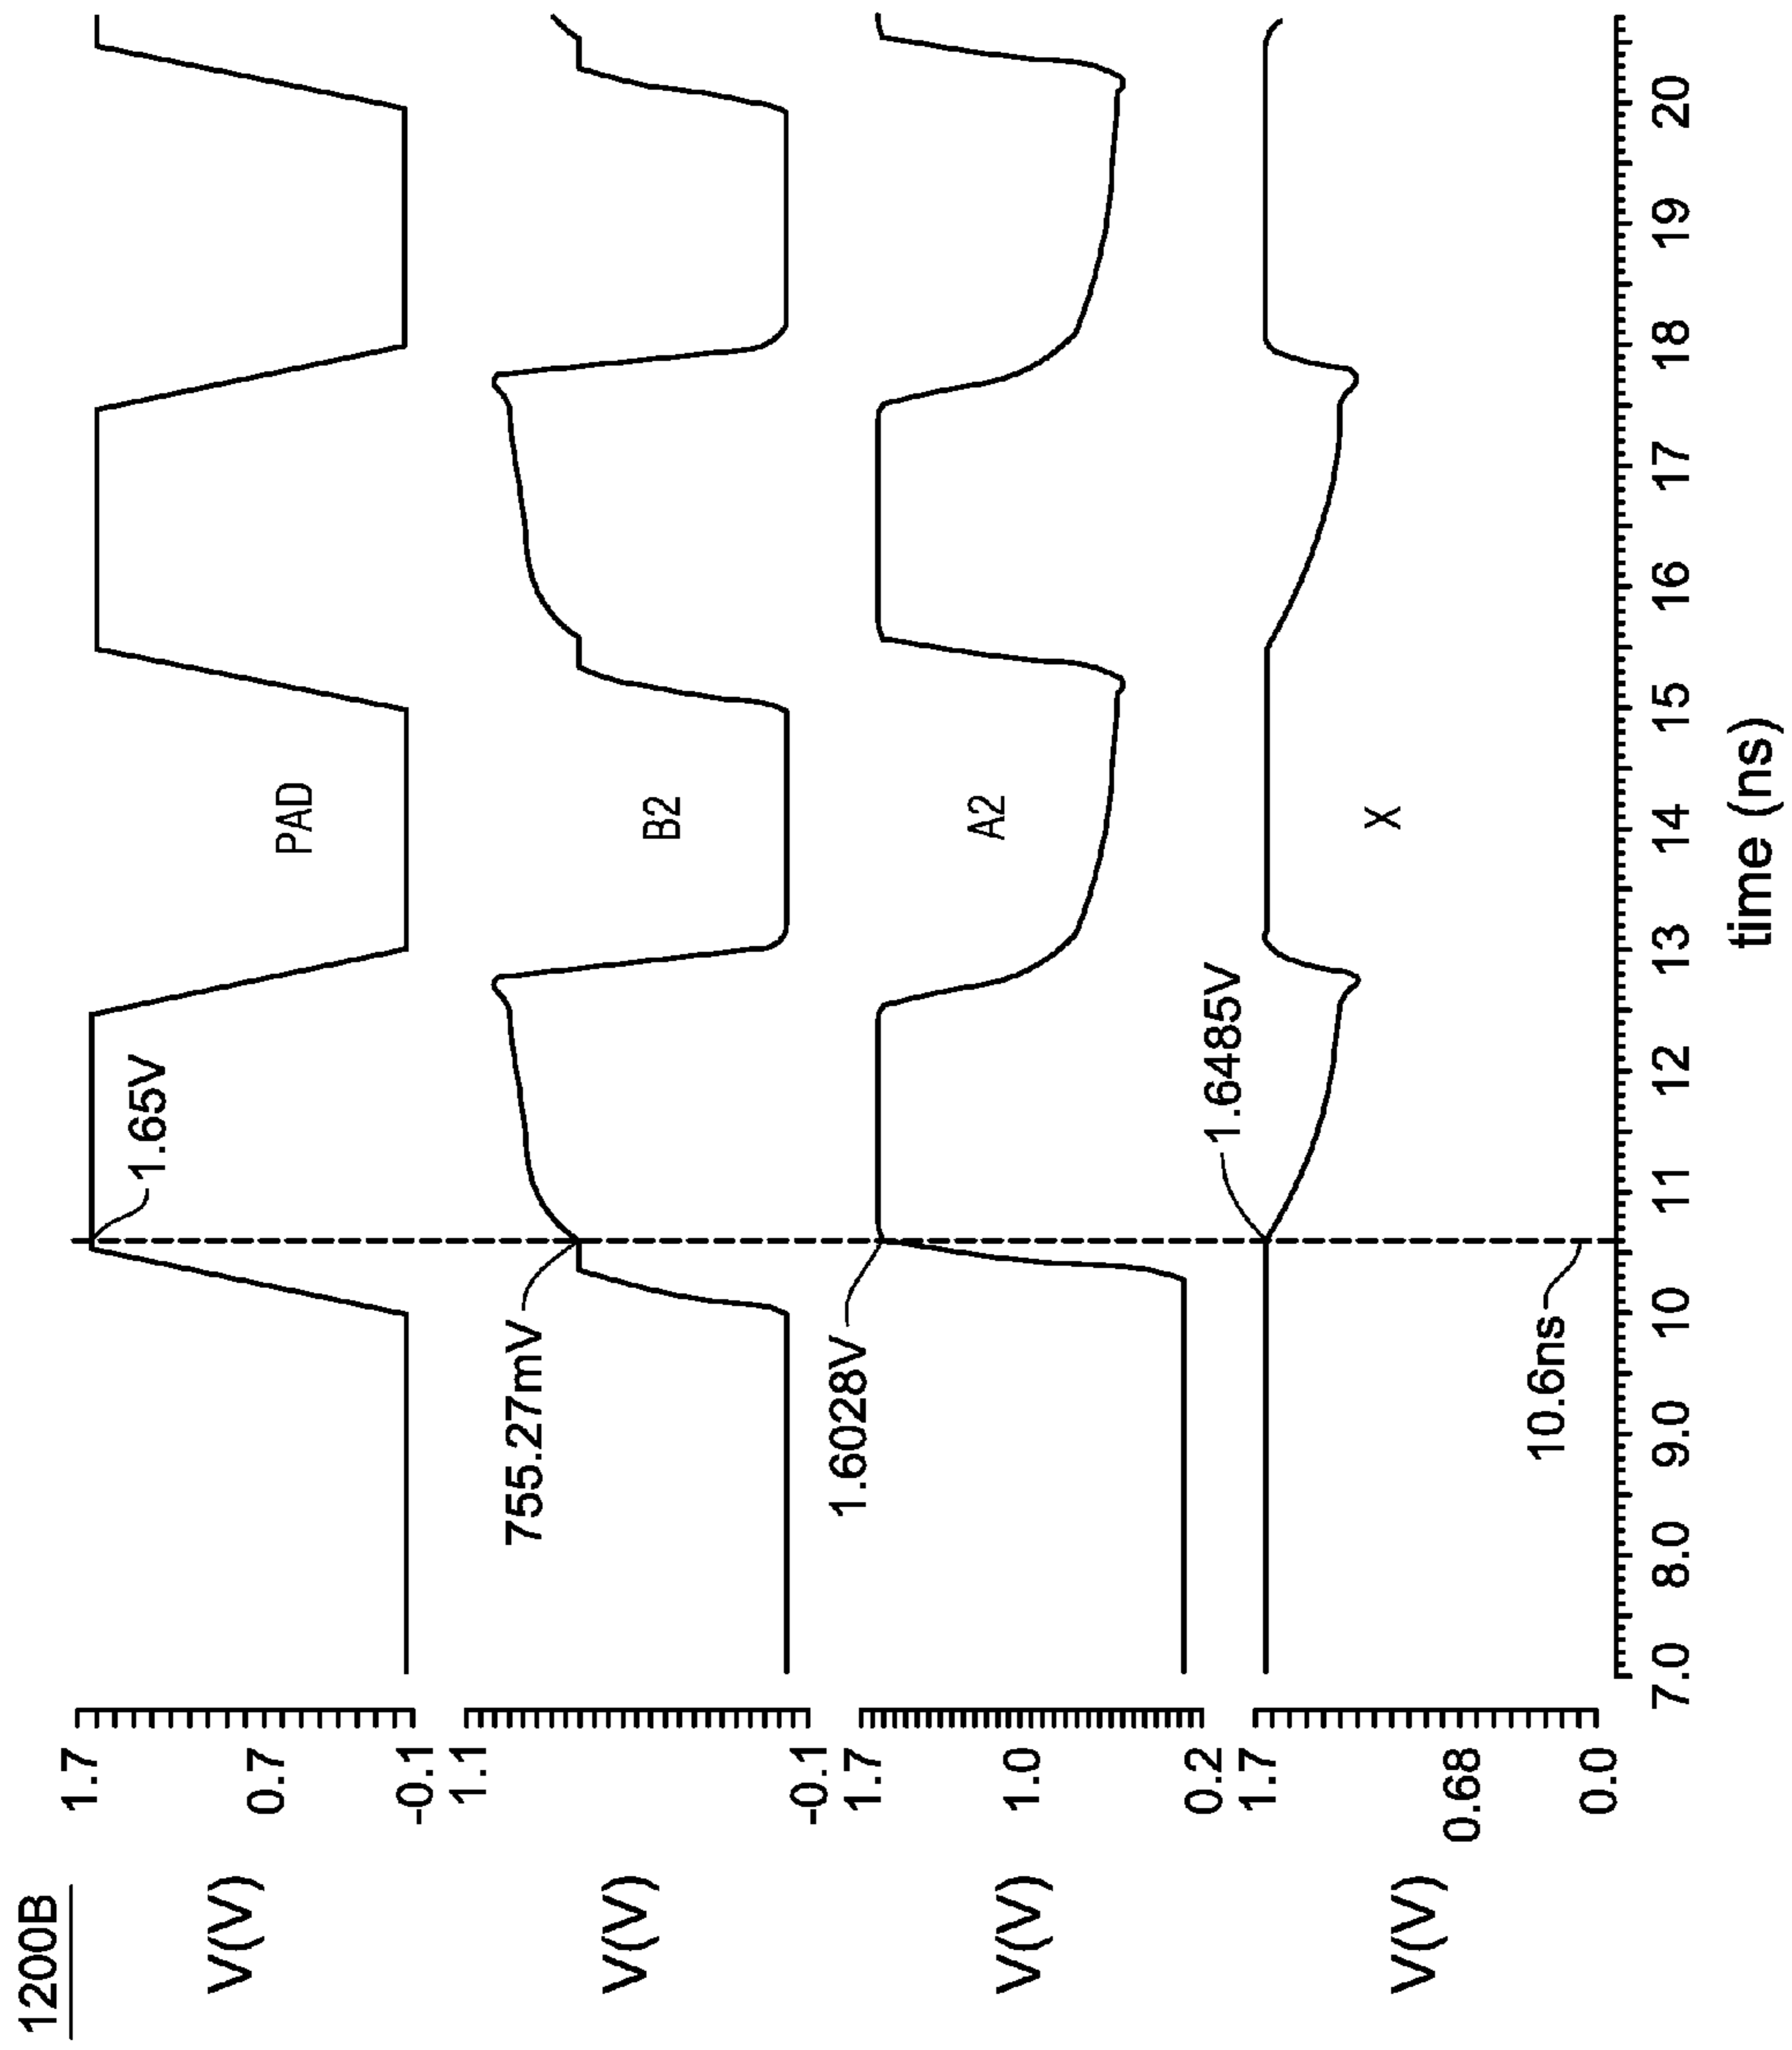 1200B
V(V)
1.7
0.7
-0.1
1.65V
PAD
V(V)
1.1
-0.1
755.27mV
B2
V(V)
1.7
1.0
0.2
1.6028V
A2
V(V)
1.7
0.68
0.0
1.6485V
X
10.6ns
7.0 8.0 9.0 10 11 12 13 14 15 16 17 18 19 20
time (ns)